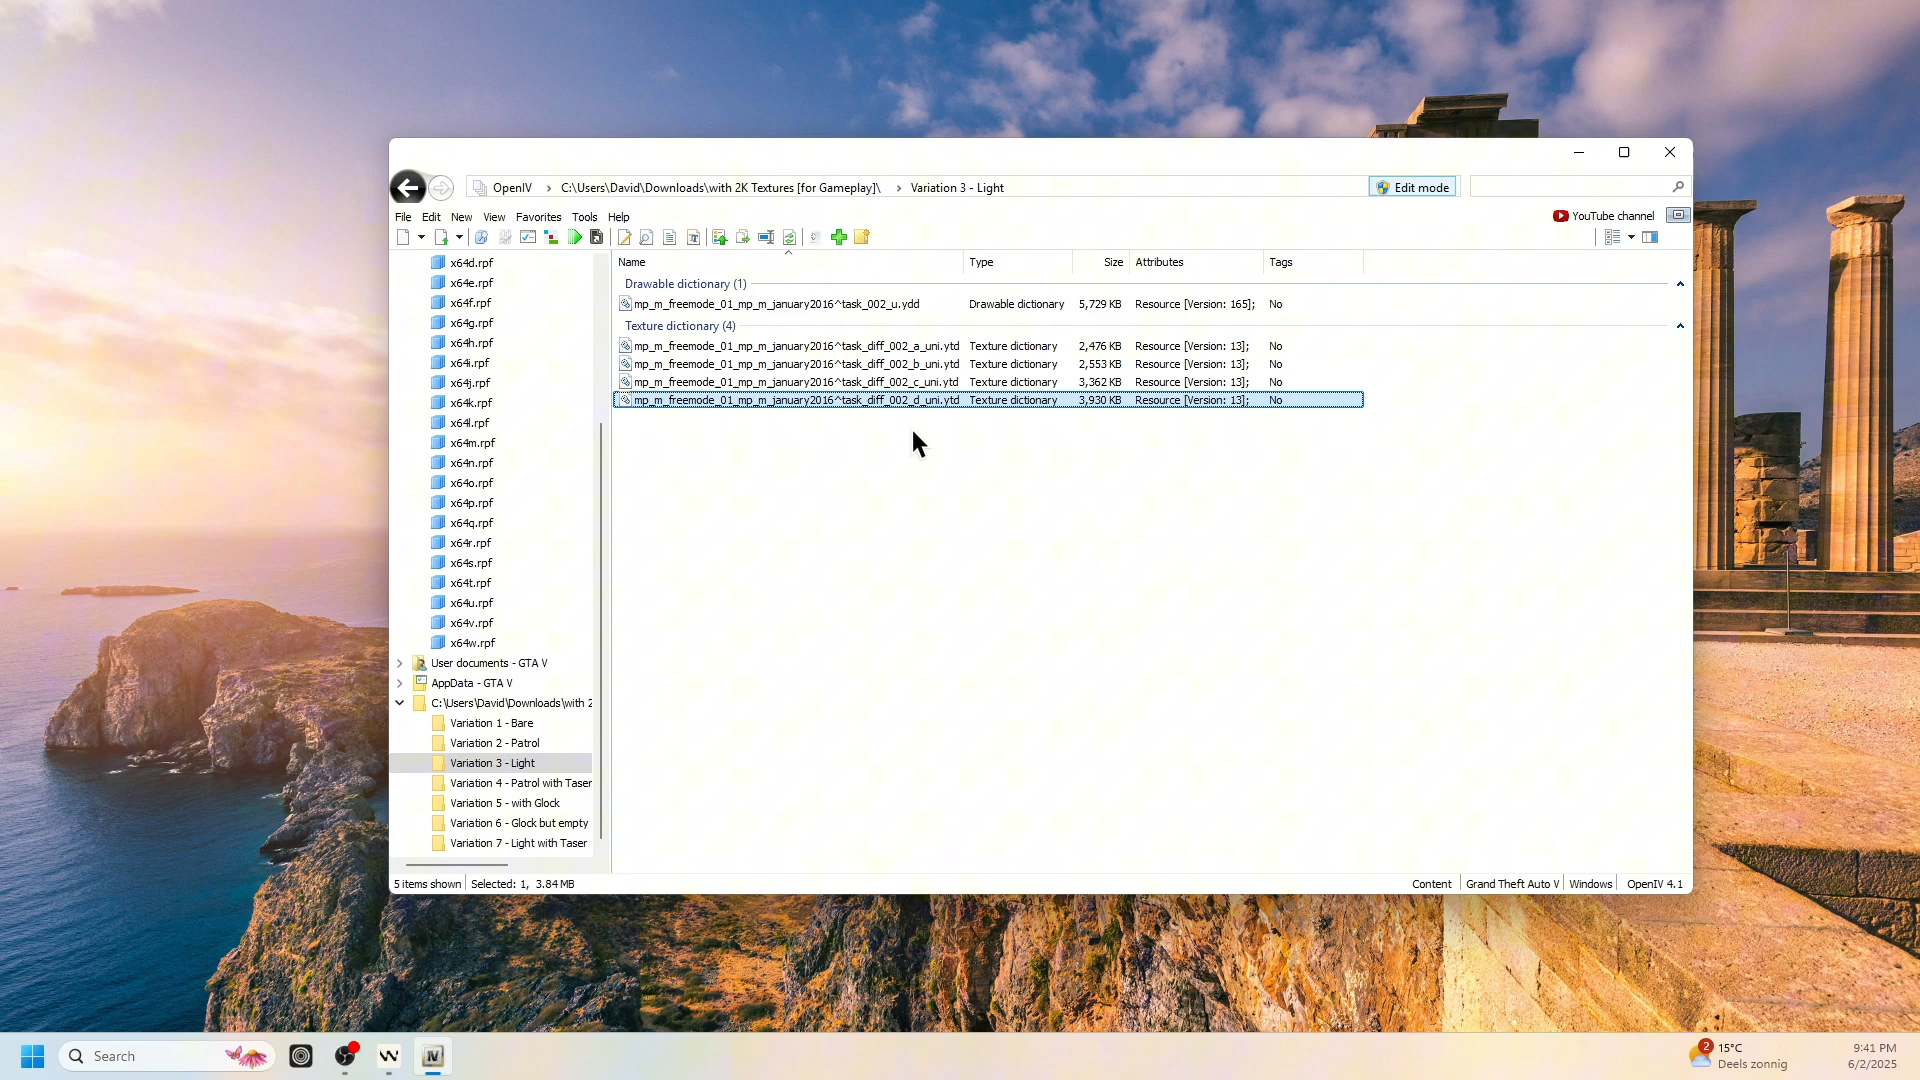 OpenIV > C:\Users\David\Downloads\with 2K Textures [for Gameplay]\ > Variation 3 - Light
Edit mode
File Edit New View Favorites Tools Help
YouTube channel
Name Type Size Attributes Tags
Drawable dictionary (1)
mp_m_freemode_01_mp_m_january2016^task_002_u.ydd Drawable dictionary 5,729 KB Resource [Version: 165]; No
Texture dictionary (4)
mp_m_freemode_01_mp_m_january2016^task_diff_002_a_uni.ytd Texture dictionary 2,476 KB Resource [Version: 13]; No
mp_m_freemode_01_mp_m_january2016^task_diff_002_b_uni.ytd Texture dictionary 2,553 KB Resource [Version: 13]; No
mp_m_freemode_01_mp_m_january2016^task_diff_002_c_uni.ytd Texture dictionary 3,362 KB Resource [Version: 13]; No
mp_m_freemode_01_mp_m_january2016^task_diff_002_d_uni.ytd Texture dictionary 3,930 KB Resource [Version: 13]; No
x64d.rpf
x64e.rpf
x64f.rpf
x64g.rpf
x64h.rpf
x64i.rpf
x64j.rpf
x64k.rpf
x64l.rpf
x64m.rpf
x64n.rpf
x64o.rpf
x64p.rpf
x64q.rpf
x64r.rpf
x64s.rpf
x64t.rpf
x64u.rpf
x64v.rpf
x64w.rpf
User documents - GTA V
AppData - GTA V
C:\Users\David\Downloads\with 2
Variation 1 - Bare
Variation 2 - Patrol
Variation 3 - Light
Variation 4 - Patrol with Taser
Variation 5 - with Glock
Variation 6 - Glock but empty
Variation 7 - Light with Taser
5 items shown Selected: 1, 3.84 MB
Content Grand Theft Auto V Windows OpenIV 4.1
Search
IV
2
15°C
Deels zonnig
9:41 PM
6/2/2025